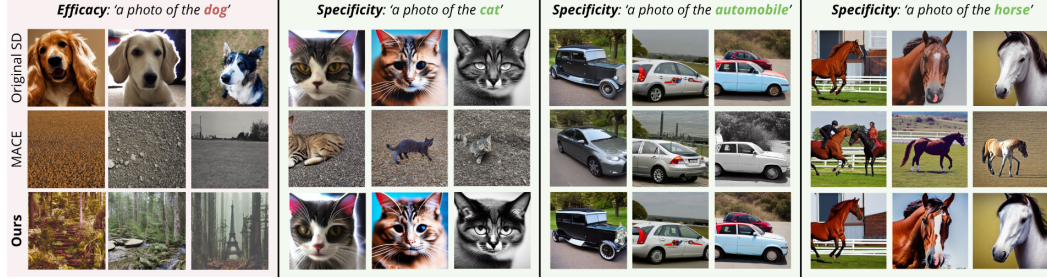 Efficacy: 'a photo of the dog'
Specificity: 'a photo of the cat'
Specificity: 'a photo of the automobile'
Specificity: 'a photo of the horse'
Original SD
MACE
Ours